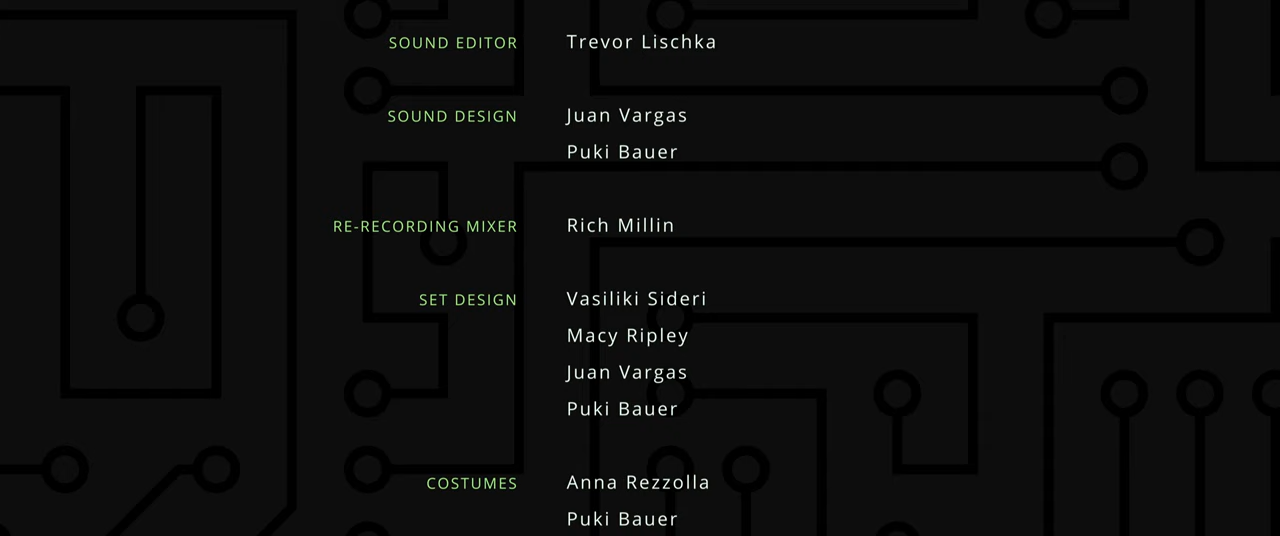 SOUND EDITOR Trevor Lischka
SOUND DESIGN Juan Vargas
Puki Bauer
RE-RECORDING MIXER Rich Millin
SET DESIGN Vasiliki Sideri
Macy Ripley
Juan Vargas
Puki Bauer
COSTUMES Anna Rezzolla
Puki Bauer